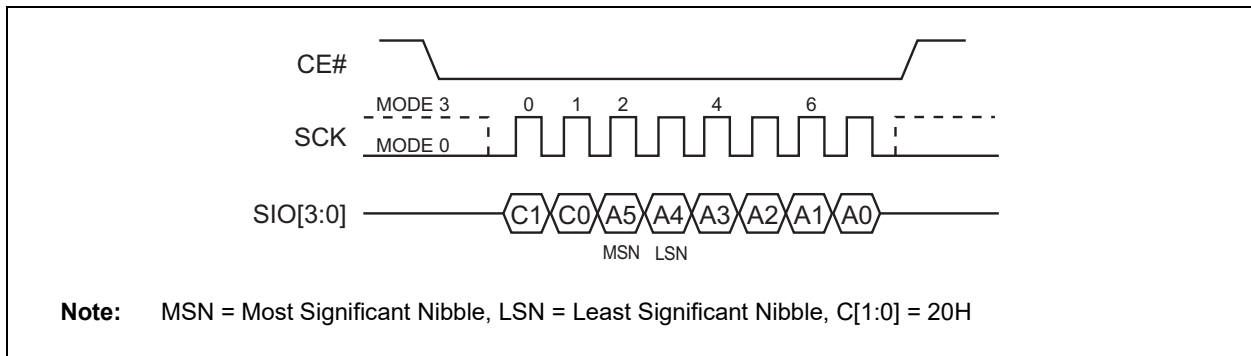 CE#
MODE 3 0 1 2 4 6
SCK
MODE 0
SIO[3:0] C1 C0 A5 A4 A3 A2 A1 A0
MSN LSN
Note: MSN = Most Significant Nibble, LSN = Least Significant Nibble, C[1:0] = 20H